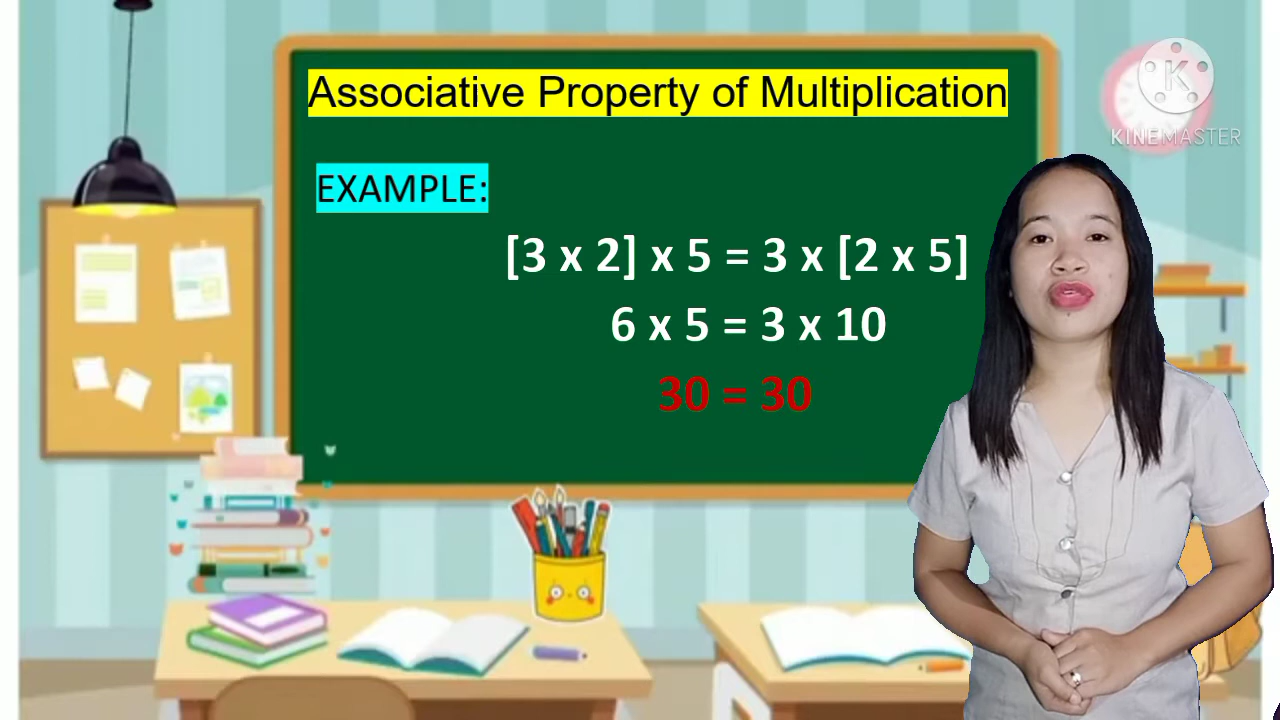 Associative Property of Multiplication
EXAMPLE:
[3 x 2] x 5 = 3 x [2 x 5]
6 x 5 = 3 x 10
30 = 30
K
KINEMASTER